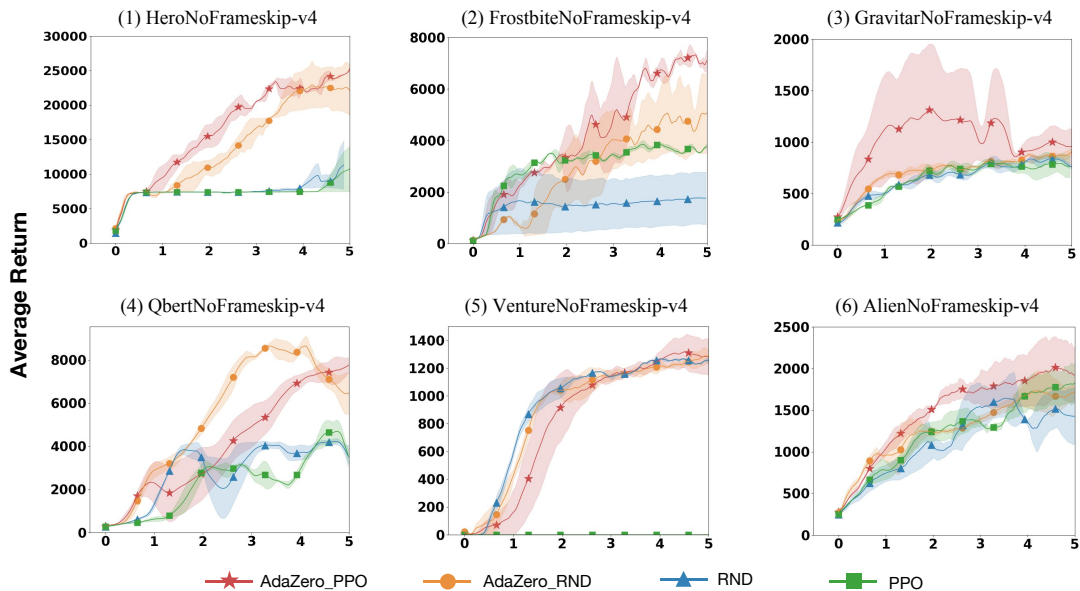 (1) HeroNoFrameskip-v4
(2) FrostbiteNoFrameskip-v4
(3) GravitarNoFrameskip-v4
30000
25000
20000
15000
10000
5000
0
0 1 2 3 4 5
8000
6000
4000
2000
0
0 1 2 3 4 5
2000
1500
1000
500
0
0 1 2 3 4 5
Average Return
(4) QbertNoFrameskip-v4
(5) VentureNoFrameskip-v4
(6) AlienNoFrameskip-v4
8000
6000
4000
2000
0
0 1 2 3 4 5
1400
1200
1000
800
600
400
200
0
0 1 2 3 4 5
2500
2000
1500
1000
500
0
0 1 2 3 4 5
AdaZero_PPO
AdaZero_RND
RND
PPO